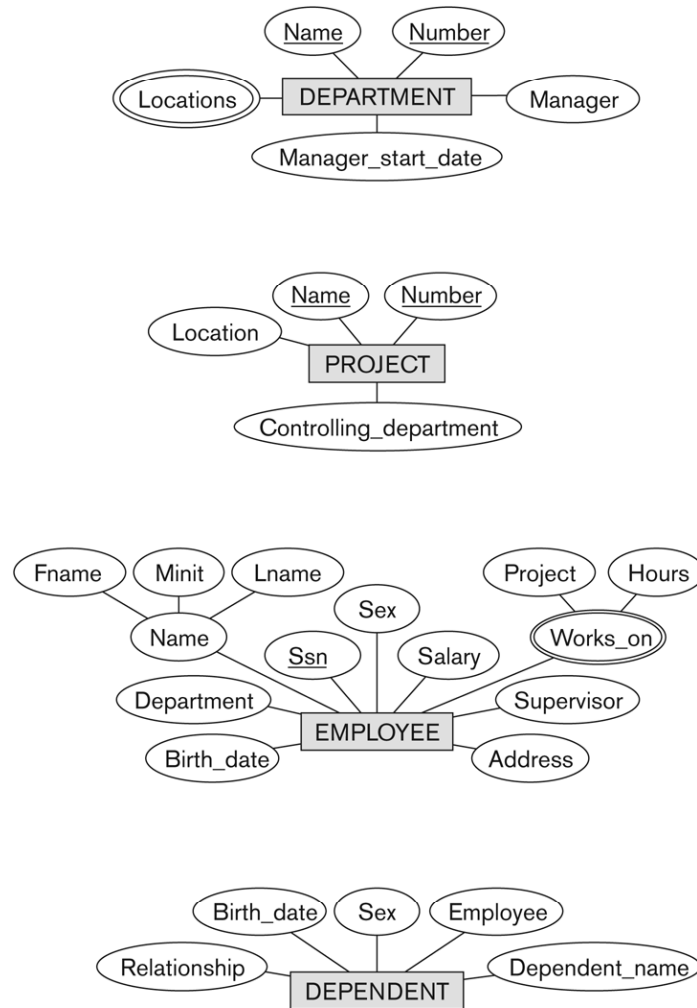 Name Number
Locations DEPARTMENT Manager
Manager_start_date
Name Number
Location
PROJECT
Controlling_department
Fname Minit Lname Project Hours
Sex
Name Works_on
Ssn Salary
Department Supervisor
EMPLOYEE
Birth_date Address
Birth_date Sex Employee
Relationship Dependent_name
DEPENDENT